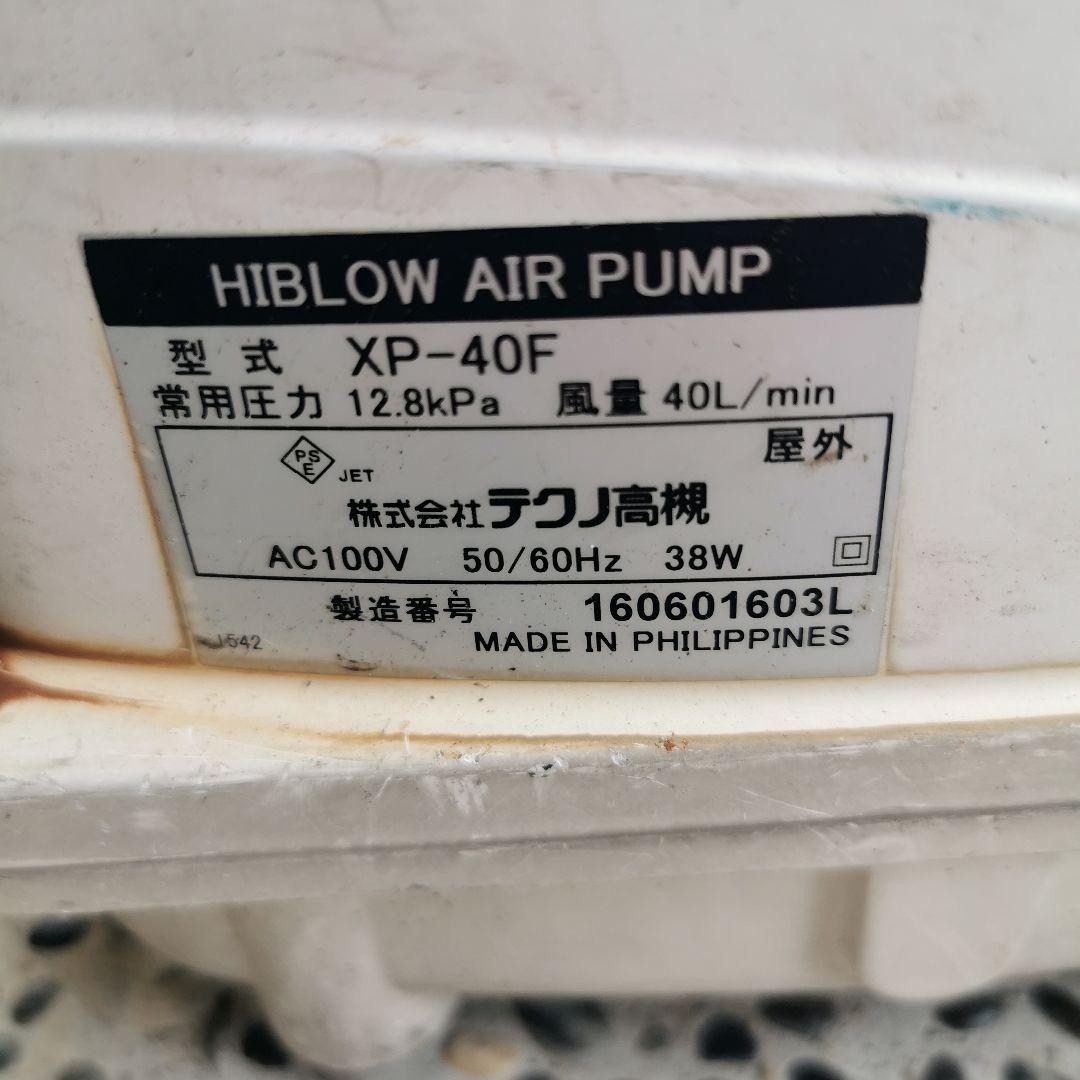 HIBLOW AIR PUMP
型式 XP-40F
常用圧力 12.8kPa 風量 40L/min
屋外
PS E JET
株式会社テクノ高槻
AC100V 50/60Hz 38W
製造番号 160601603L
J542 MADE IN PHILIPPINES